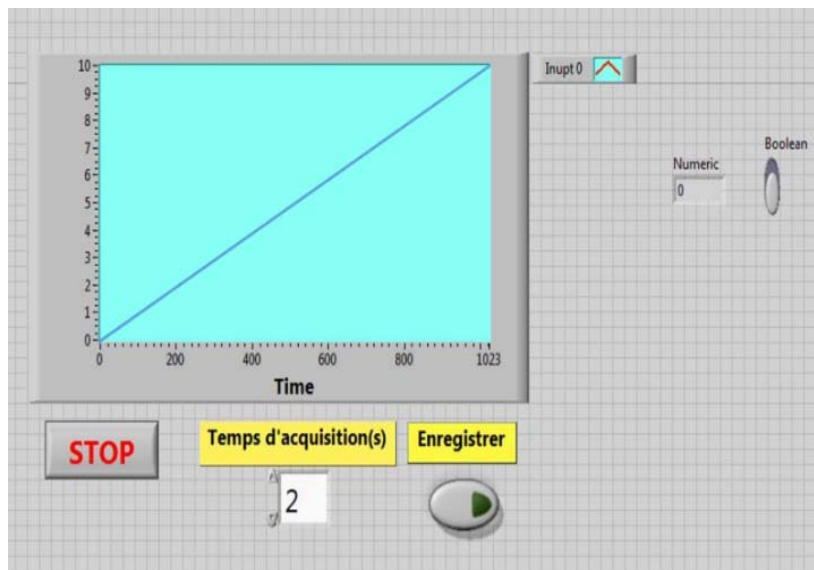 10
9
8
7
6
5
4
3
2
1
0
0 200 400 600 800 1023
Time
Inupt 0
Numeric
0
Boolean
STOP
Temps d'acquisition(s)
2
Enregistrer